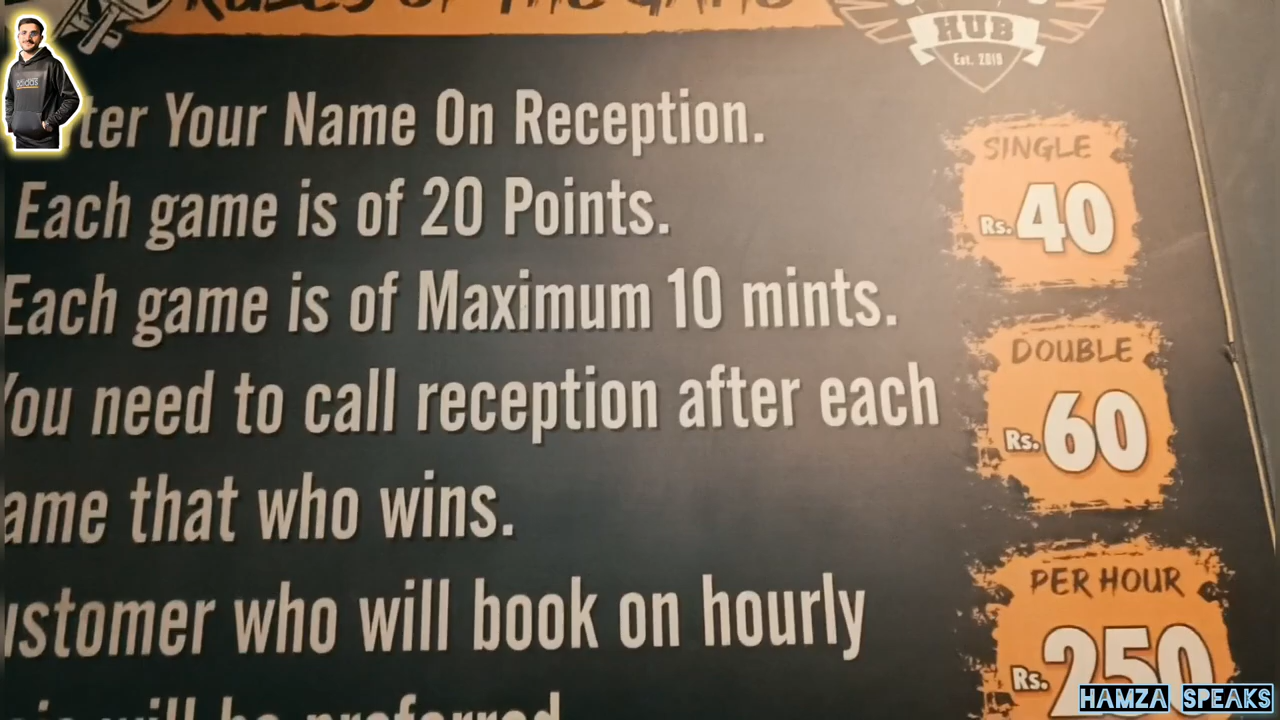 RULES OF THE GAME
HUB
Est. 2019
adidas
Your Name On Reception.
Each game is of 20 Points.
Each game is of Maximum 10 mints.
You need to call reception after each
ame that who wins.
ustomer who will book on hourly
will be preferred
SINGLE
Rs. 40
DOUBLE
Rs. 60
PER HOUR
Rs. 250
HAMZA SPEAKS